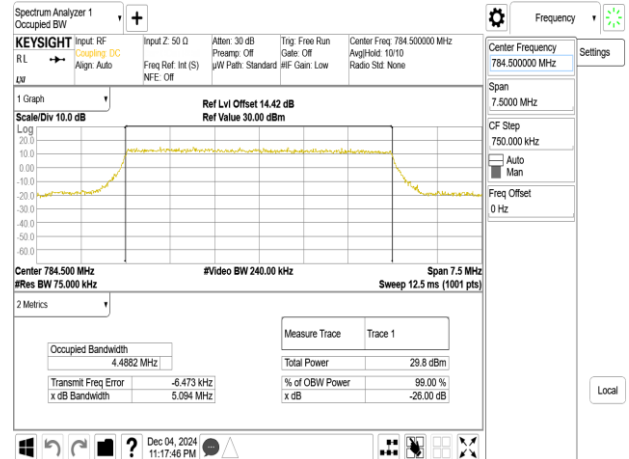 Spectrum Analyzer 1
Occupied BW
KEYSIGHT
RL
LXI
Input: RF
Coupling: DC
Align: Auto
Input Z: 50 Ω
Freq Ref: Int (S)
NFE: Off
Atten: 30 dB
Preamp: Off
µW Path: Standard
Trig: Free Run
Gate: Off
#IF Gain: Low
Center Freq: 784.500000 MHz
Avg|Hold: 10/10
Radio Std: None
1 Graph
Scale/Div 10.0 dB
Ref Lvl Offset 14.42 dB
Ref Value 30.00 dBm
Log
20.0
10.0
0.00
-10.0
-20.0
-30.0
-40.0
-50.0
-60.0
Center 784.500 MHz
#Video BW 240.00 kHz
Span 7.5 MHz
#Res BW 75.000 kHz
Sweep 12.5 ms (1001 pts)
2 Metrics
Measure Trace Trace 1
Occupied Bandwidth
4.4882 MHz
Total Power 29.8 dBm
Transmit Freq Error -6.473 kHz
% of OBW Power 99.00 %
x dB Bandwidth 5.094 MHz
x dB -26.00 dB
?
Dec 04, 2024
11:17:46 PM
Frequency
Center Frequency
784.500000 MHz
Span
7.5000 MHz
CF Step
750.000 kHz
Auto
Man
Freq Offset
0 Hz
Settings
Local